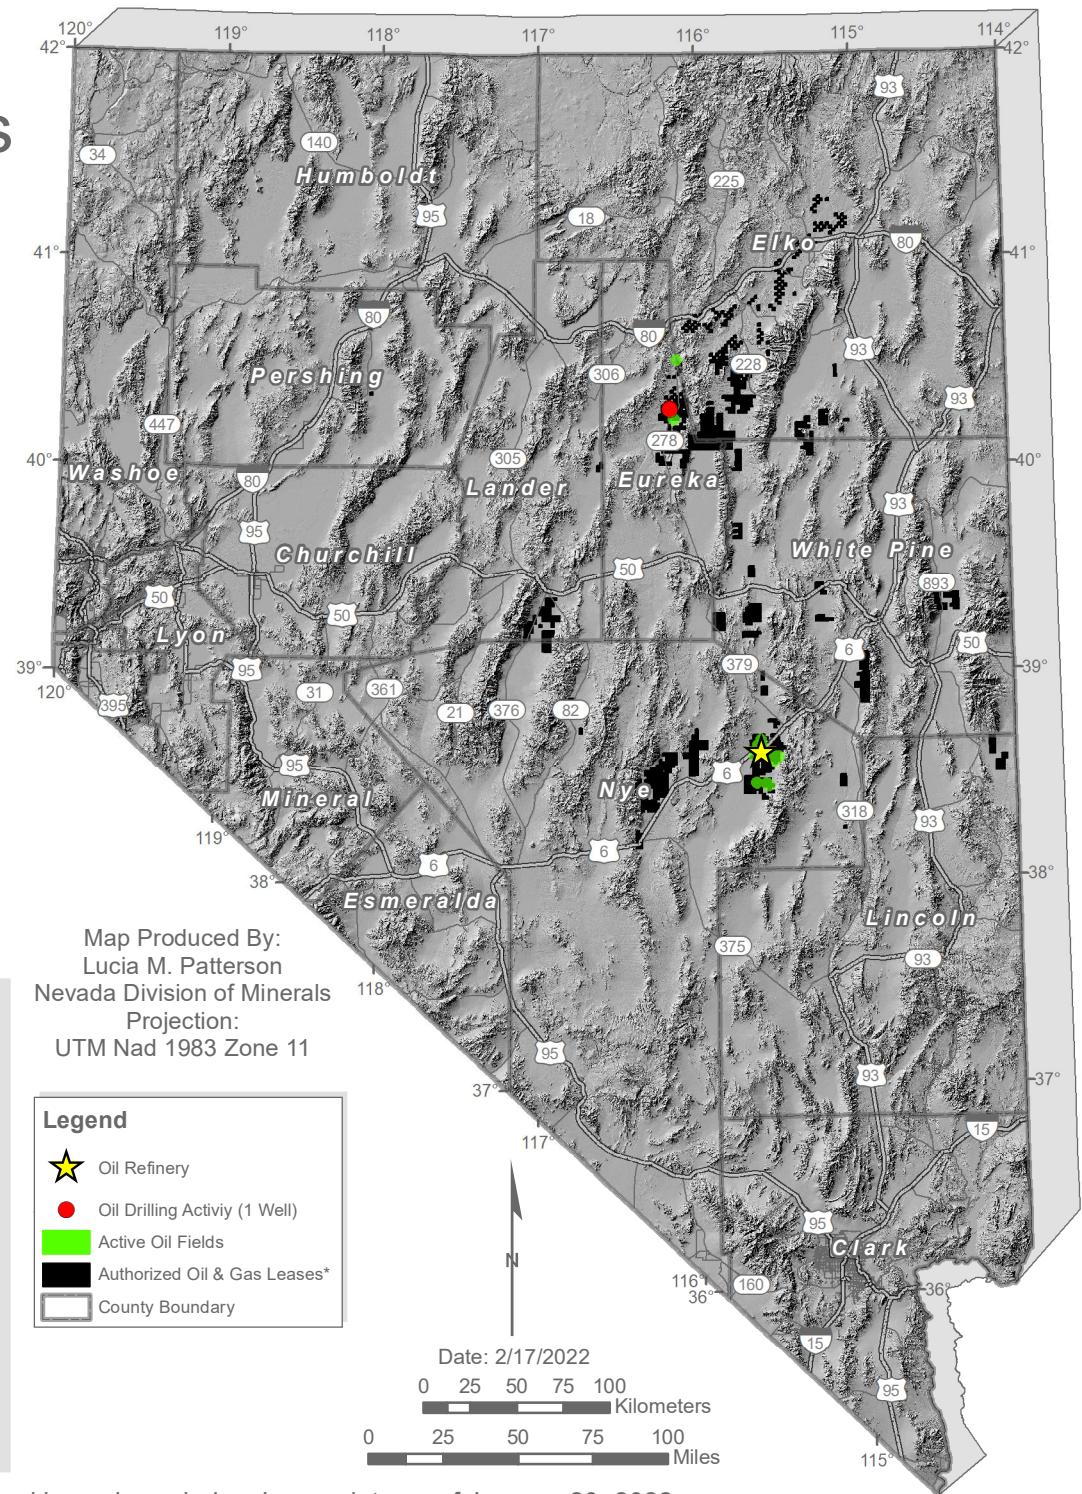 120° 119° 118° 117° 116° 115° 114°
42° 42°
S
93
34 140
Humboldt 225
95 18
Elko
41° 80 41°
80 80
93
306 228
Pershing
93
447 278
305
40° 40°
Washoe 80 Lander Eureka
95 93
Churchill White Pine
50 893
50 50
Lyon 6 50
39° 95 379 39°
120° 31 361
395 21 376 82
95 6
Mineral Nye
318 93
119° 6 6
38° 38°
Esmeralda
Lincoln
375 93
118°
Map Produced By:
Lucia M. Patterson
Nevada Division of Minerals
Projection:
UTM Nad 1983 Zone 11
95 93
37° 37°
117° 15
Legend
Oil Refinery
Oil Drilling Activiy (1 Well)
Active Oil Fields
Authorized Oil & Gas Leases*
County Boundary
95
Clark
N
116° 160 36°
36°
15
95
115°
Date: 2/17/2022
0 25 50 75 100
Kilometers
0 25 50 75 100
Miles